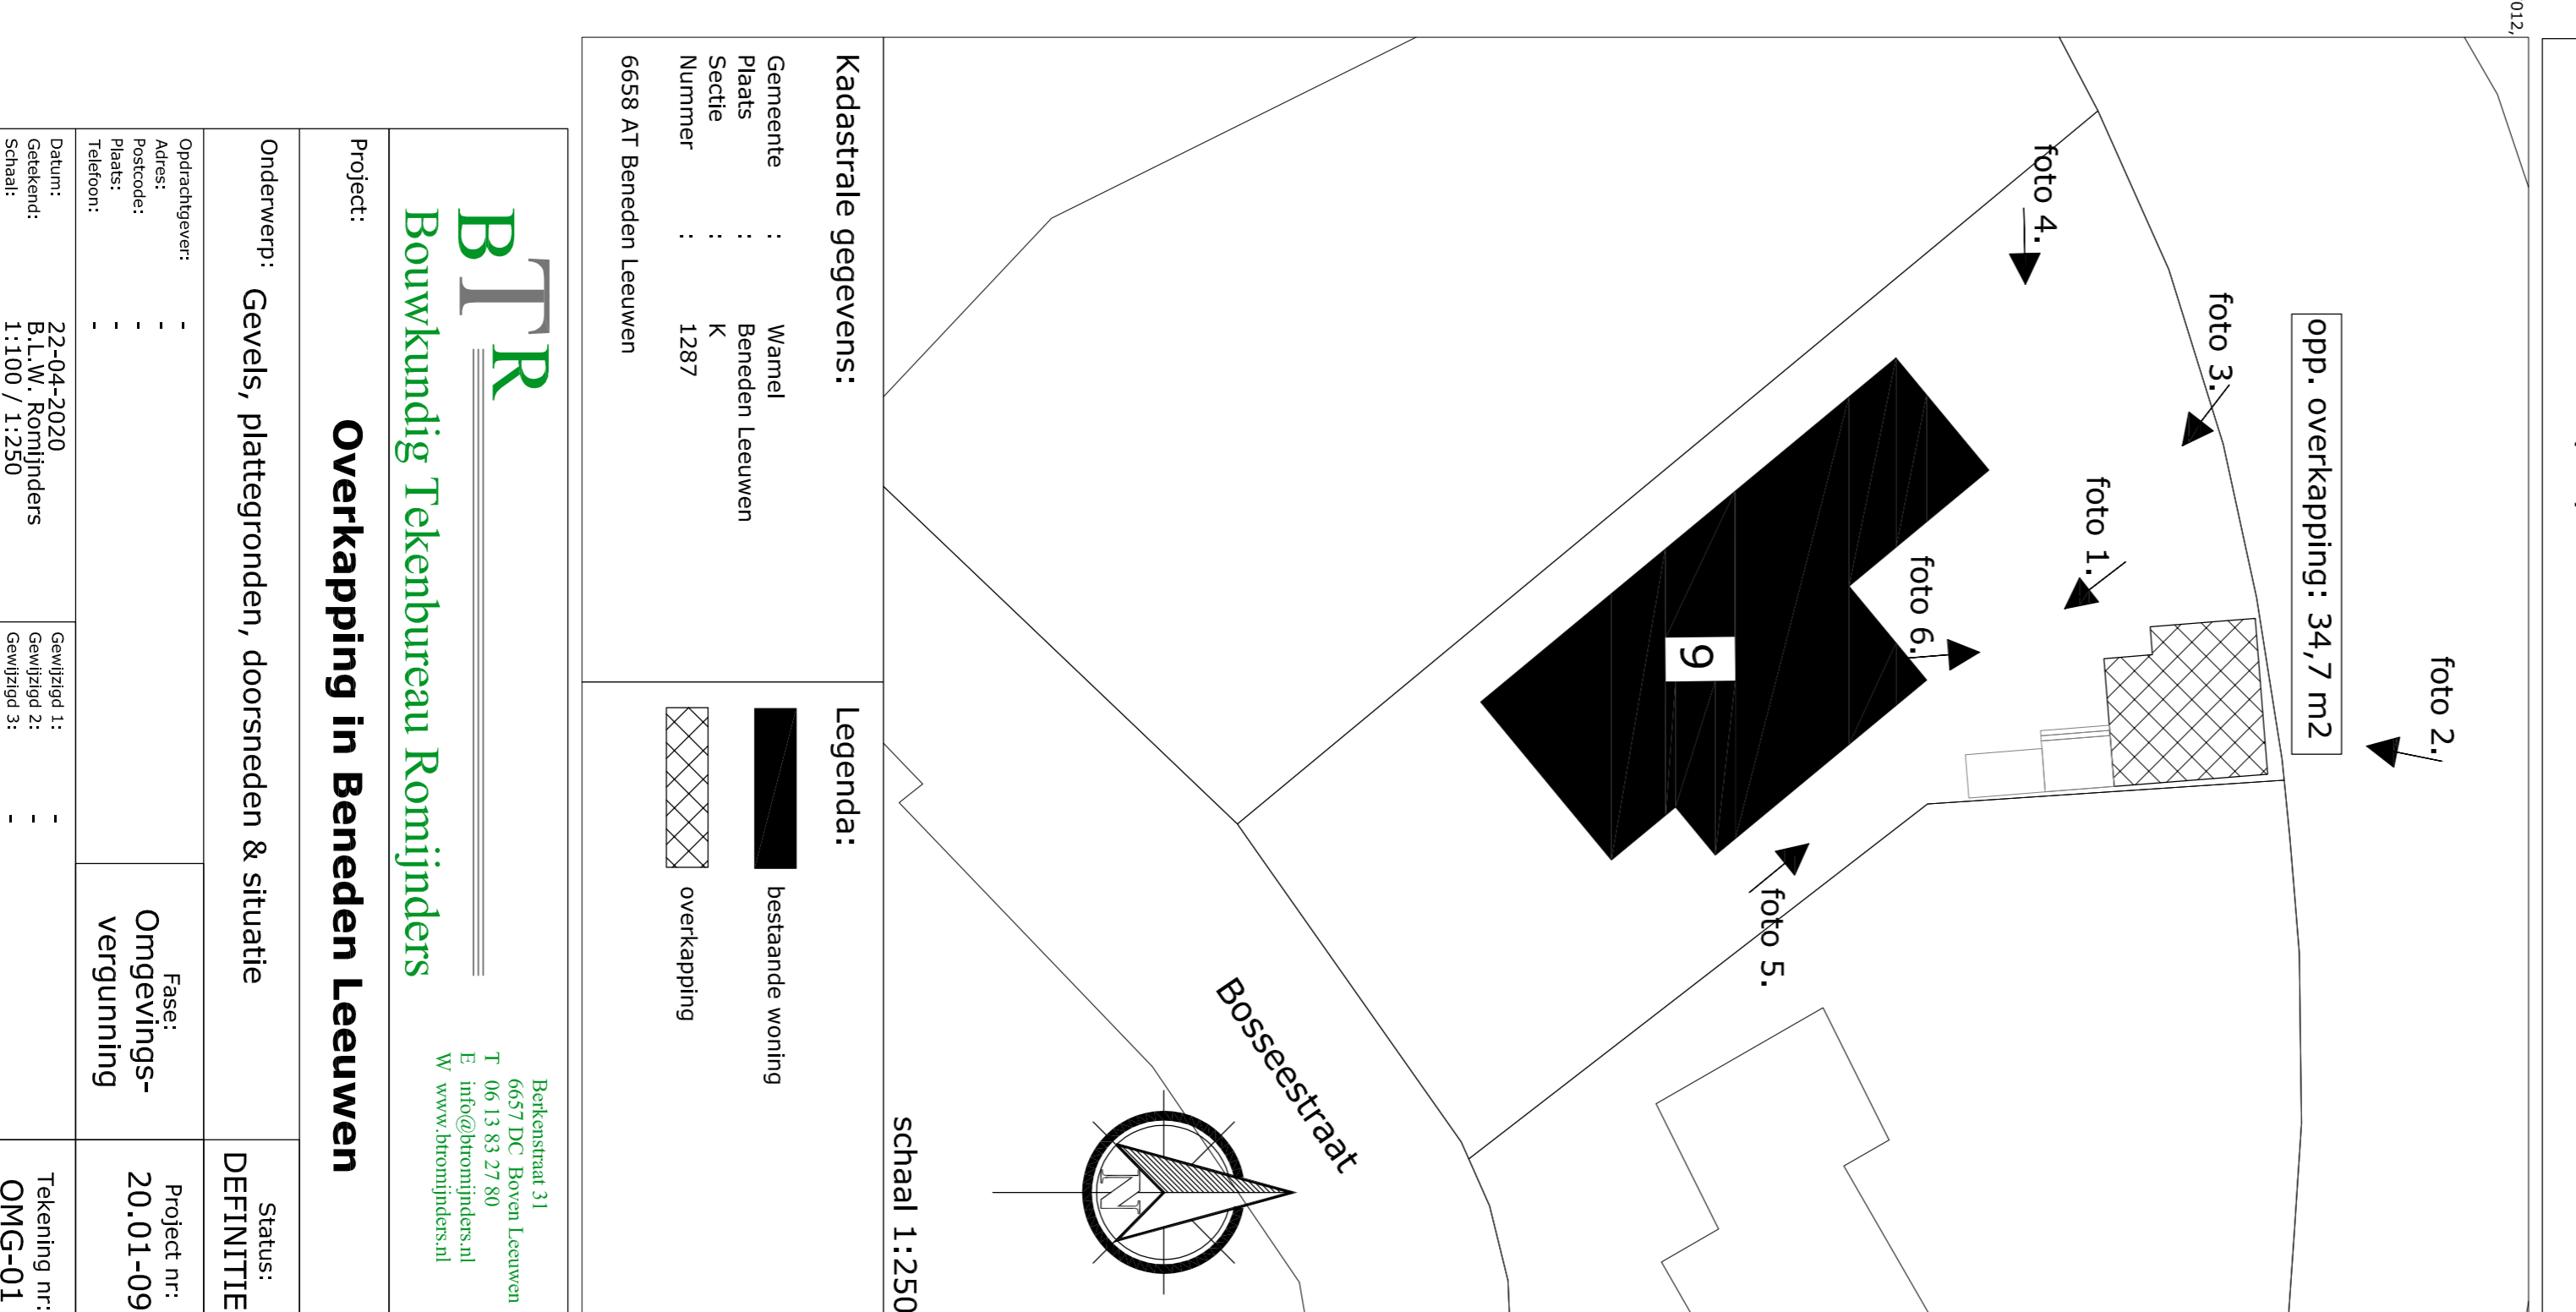 012,
foto 2.
opp. overkapping: 34,7 m2
foto 3.
foto 1.
foto 4.
foto 6.
foto 5.
9
Bosseestraat
N
schaal 1:250
Kadastrale gegevens:
Gemeente : Wamel
Plaats : Beneden Leeuwen
Sectie : K
Nummer : 1287
6658 AT Beneden Leeuwen
Legenda:
bestaande woning
overkapping
BTR
Bouwkundig Tekenbureau Romijnders
Berkenstraat 31
6657 DC Boven Leeuwen
T 06 13 83 27 80
E info@btromijnders.nl
W www.btromijnders.nl
Project:
Overkapping in Beneden Leeuwen
Onderwerp: Gevels, plattegronden, doorsneden & situatie
Status:
DEFINITIE
Opdrachtgever: -
Adres: -
Postcode: -
Plaats: -
Telefoon: -
Fase:
Omgevings-
vergunning
Project nr:
20.01-09
Datum: 22-04-2020
Getekend: B.L.W. Romijnders
Schaal: 1:100 / 1:250
Gewijzigd 1: -
Gewijzigd 2: -
Gewijzigd 3: -
Tekening nr:
OMG-01